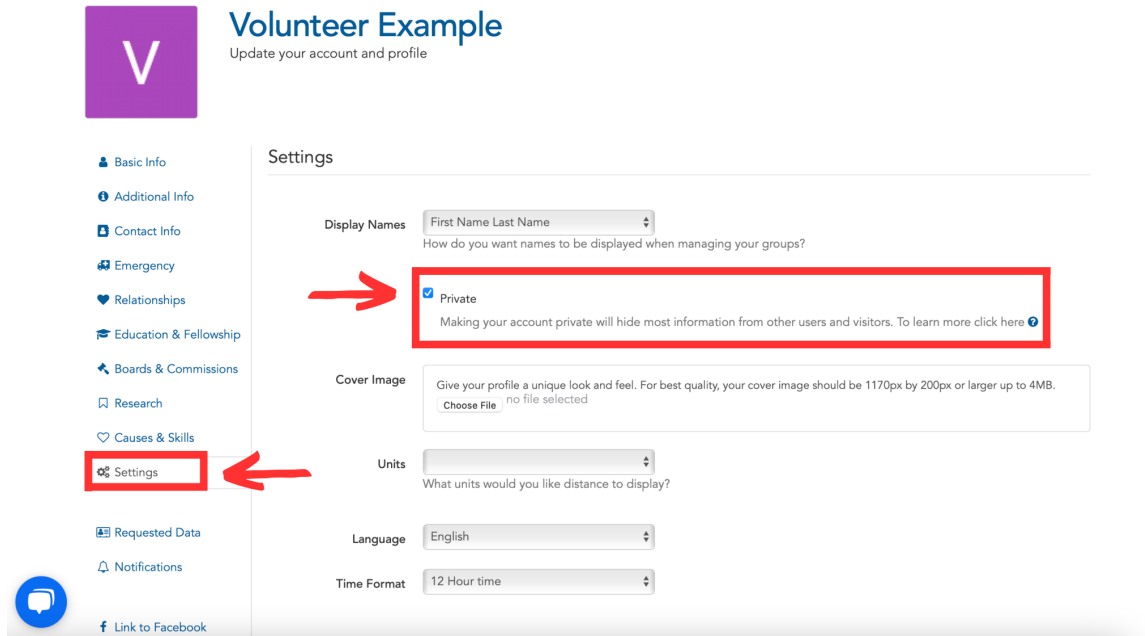 V
Volunteer Example
Update your account and profile
Basic Info
Additional Info
Contact Info
Emergency
Relationships
Education & Fellowship
Boards & Commissions
Research
Causes & Skills
Settings
Requested Data
Notifications
Link to Facebook
Settings
Display Names
First Name Last Name
How do you want names to be displayed when managing your groups?
Private
Making your account private will hide most information from other users and visitors. To learn more click here ?
Cover Image
Give your profile a unique look and feel. For best quality, your cover image should be 1170px by 200px or larger up to 4MB.
Choose File no file selected
Units
What units would you like distance to display?
Language
English
Time Format
12 Hour time